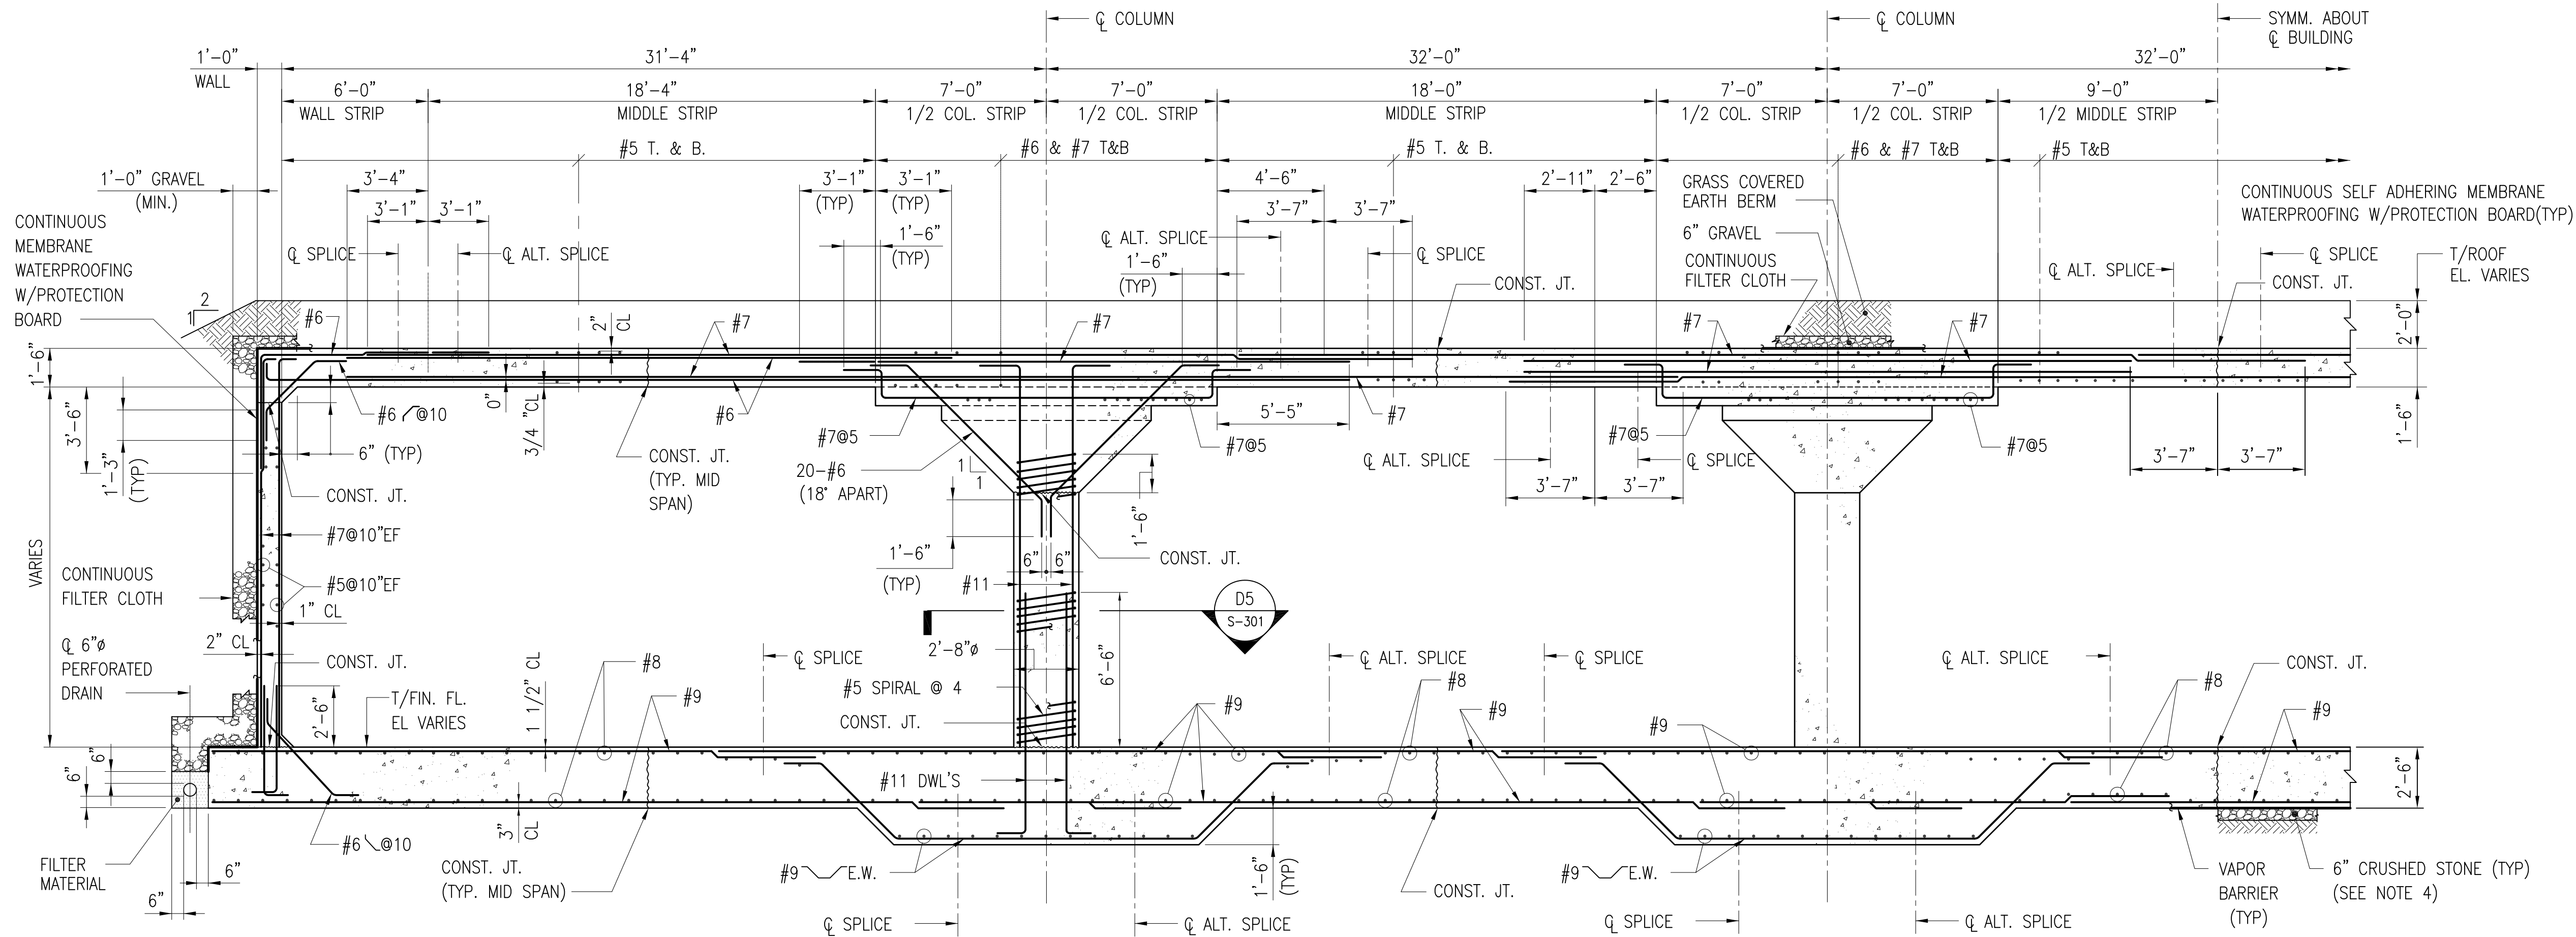 ℄ COLUMN
℄ COLUMN
SYMM. ABOUT
℄ BUILDING
1'-0"
WALL
31'-4"
32'-0"
32'-0"
6'-0"
WALL STRIP
18'-4"
MIDDLE STRIP
7'-0"
1/2 COL. STRIP
7'-0"
1/2 COL. STRIP
18'-0"
MIDDLE STRIP
7'-0"
1/2 COL. STRIP
7'-0"
1/2 COL. STRIP
9'-0"
1/2 MIDDLE STRIP
#5 T. & B.
#6 & #7 T&B
#5 T. & B.
#6 & #7 T&B
#5 T&B
1'-0" GRAVEL
(MIN.)
3'-4"
3'-1"
3'-1"
3'-1"
(TYP)
3'-1"
(TYP)
1'-6"
(TYP)
4'-6"
3'-7"
3'-7"
2'-11"
2'-6"
GRASS COVERED
EARTH BERM
CONTINUOUS SELF ADHERING MEMBRANE
WATERPROOFING W/PROTECTION BOARD(TYP)
CONTINUOUS
MEMBRANE
WATERPROOFING
W/PROTECTION
BOARD
℄ SPLICE
℄ ALT. SPLICE
℄ ALT. SPLICE
1'-6"
(TYP)
℄ SPLICE
6" GRAVEL
CONTINUOUS
FILTER CLOTH
℄ ALT. SPLICE
℄ SPLICE
T/ROOF
EL. VARIES
CONST. JT.
CONST. JT.
2
1
#6
2"
CL
#7
#7
#7
#7
2'-0"
1'-6"
1'-6"
3'-6"
1'-3"
(TYP)
#6 @10
6" (TYP)
0"
3/4 "CL
#6
CONST. JT.
(TYP. MID
SPAN)
#7@5
20-#6
(18° APART)
1
1
#7@5
5'-5"
#7
#7@5
#7@5
℄ ALT. SPLICE
℄ SPLICE
3'-7"
3'-7"
3'-7"
3'-7"
CONST. JT.
#7@10"EF
#5@10"EF
1" CL
2" CL
CONST. JT.
VARIES
CONTINUOUS
FILTER CLOTH
℄ 6"ø
PERFORATED
DRAIN
1'-6"
(TYP)
6"
6"
1'-6"
CONST. JT.
#11
D5
S-301
2'-8"ø
6'-6"
#5 SPIRAL @ 4
CONST. JT.
T/FIN. FL.
EL VARIES
2'-6"
1 1/2" CL
#8
#9
℄ SPLICE
#9
℄ ALT. SPLICE
#8
℄ SPLICE
#9
#9
℄ ALT. SPLICE
#8
CONST. JT.
#9
6"
6"
#11 DWL'S
2'-6"
3"
CL
#6 @10
FILTER
MATERIAL
6"
6"
CONST. JT.
(TYP. MID SPAN)
#9 E.W.
1'-6"
(TYP)
CONST. JT.
#9 E.W.
VAPOR
BARRIER
(TYP)
6" CRUSHED STONE (TYP)
(SEE NOTE 4)
℄ SPLICE
℄ ALT. SPLICE
℄ SPLICE
℄ ALT. SPLICE